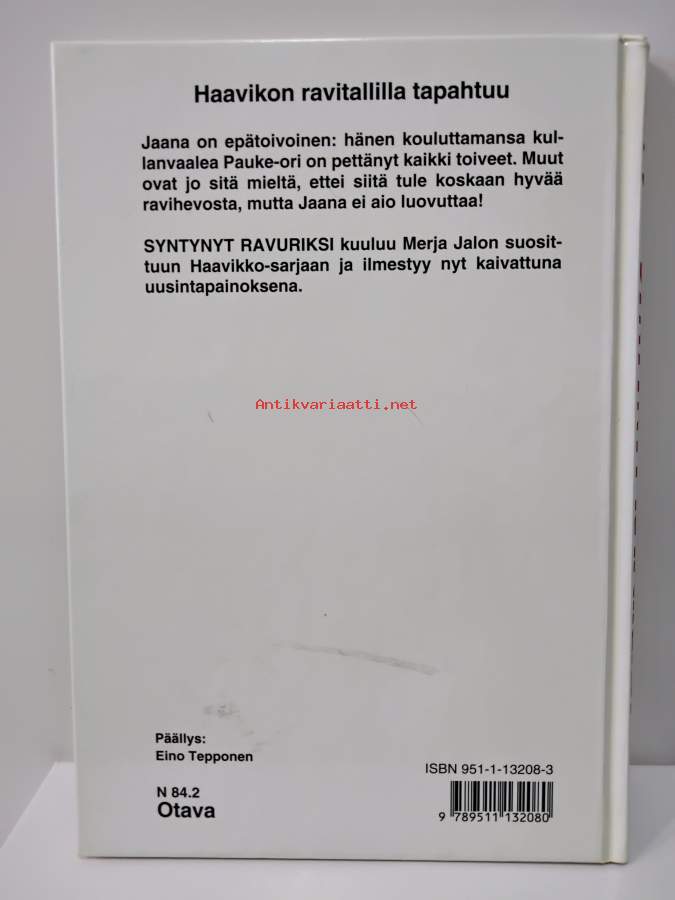 Haavikon ravitallilla tapahtuu
Jaana on epätoivoinen: hänen kouluttamansa kul-
lanvaalea Pauke-ori on pettänyt kaikki toiveet. Muut
ovat jo sitä mieltä, ettei siitä tule koskaan hyvää
ravihevosta, mutta Jaana ei aio luovuttaa!
SYNTYNYT RAVURIKSI kuuluu Merja Jalon suosit-
tuun Haavikko-sarjaan ja ilmestyy nyt kaivattuna
uusintapainoksena.
Antikvariaatti.net
Päällys:
Eino Tepponen
N 84.2
Otava
ISBN 951-1-13208-3
9 789511 132080